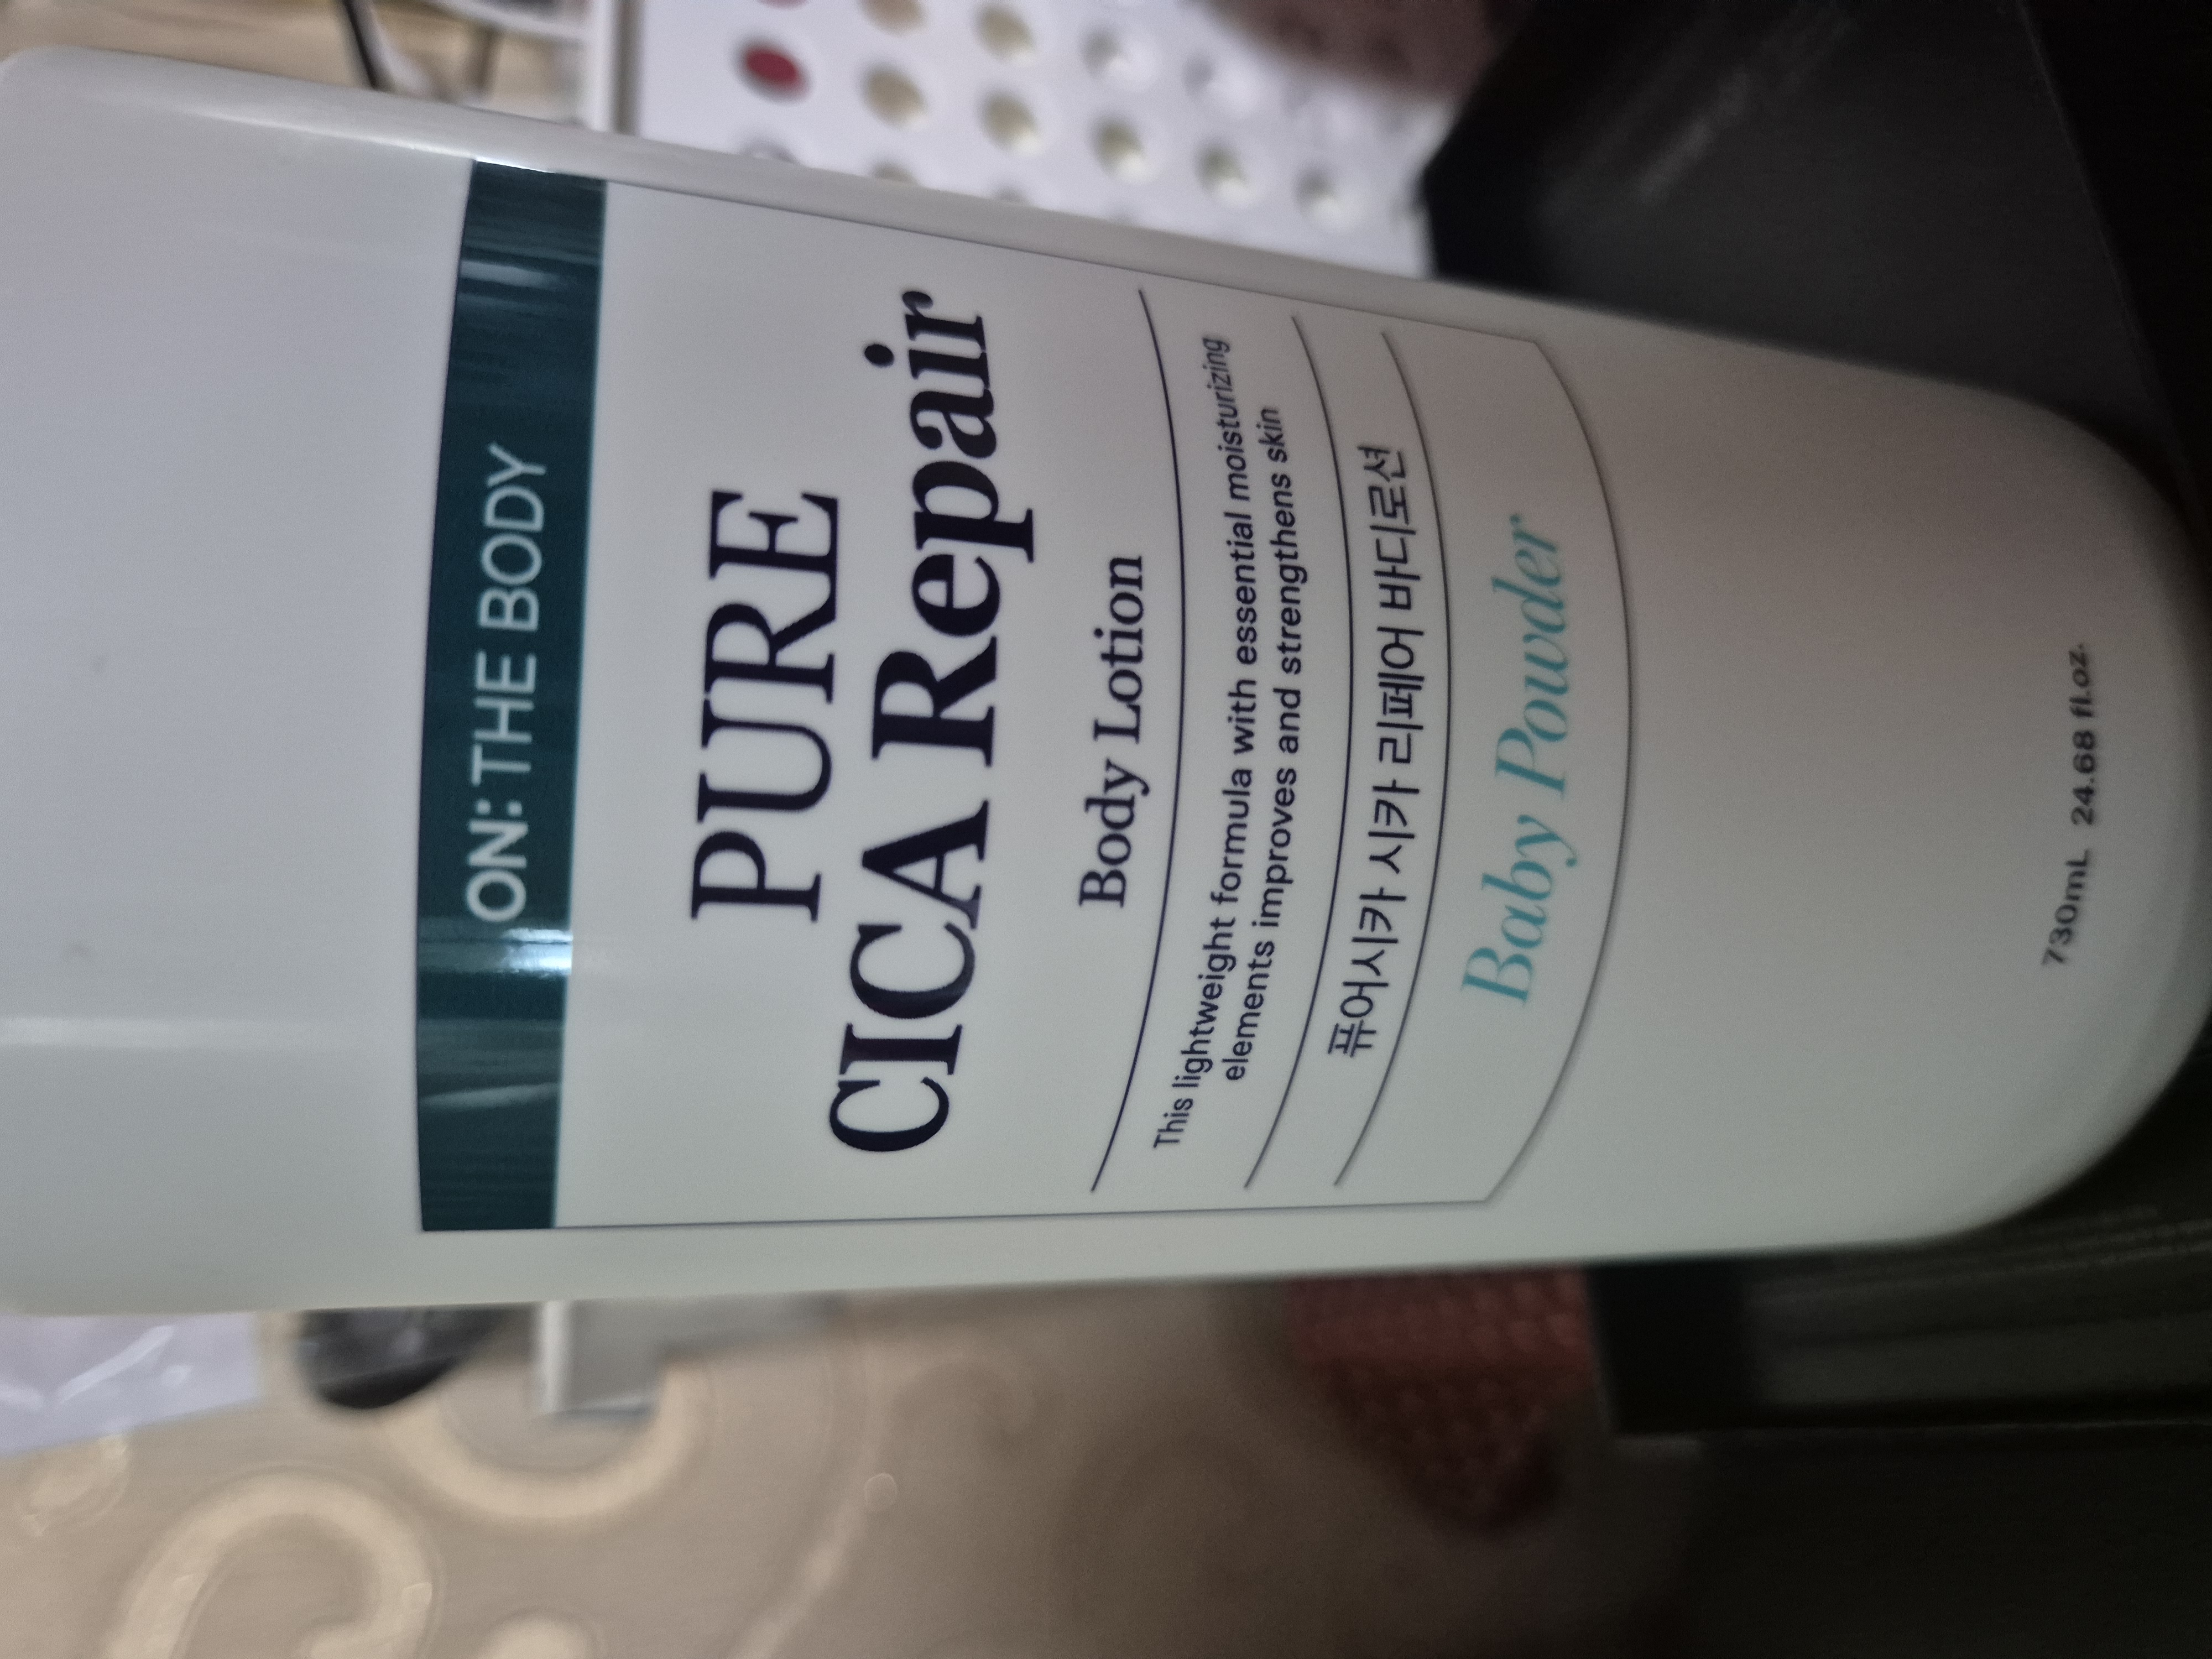 ON: THE BODY
PURE
CICA Repair
Body Lotion
This lightweight formula with essential moisturizing
elements improves and strengthens skin
퓨어시카 시카 리페어 바디로션
Baby Powder
730mL 24.68 fl.oz.